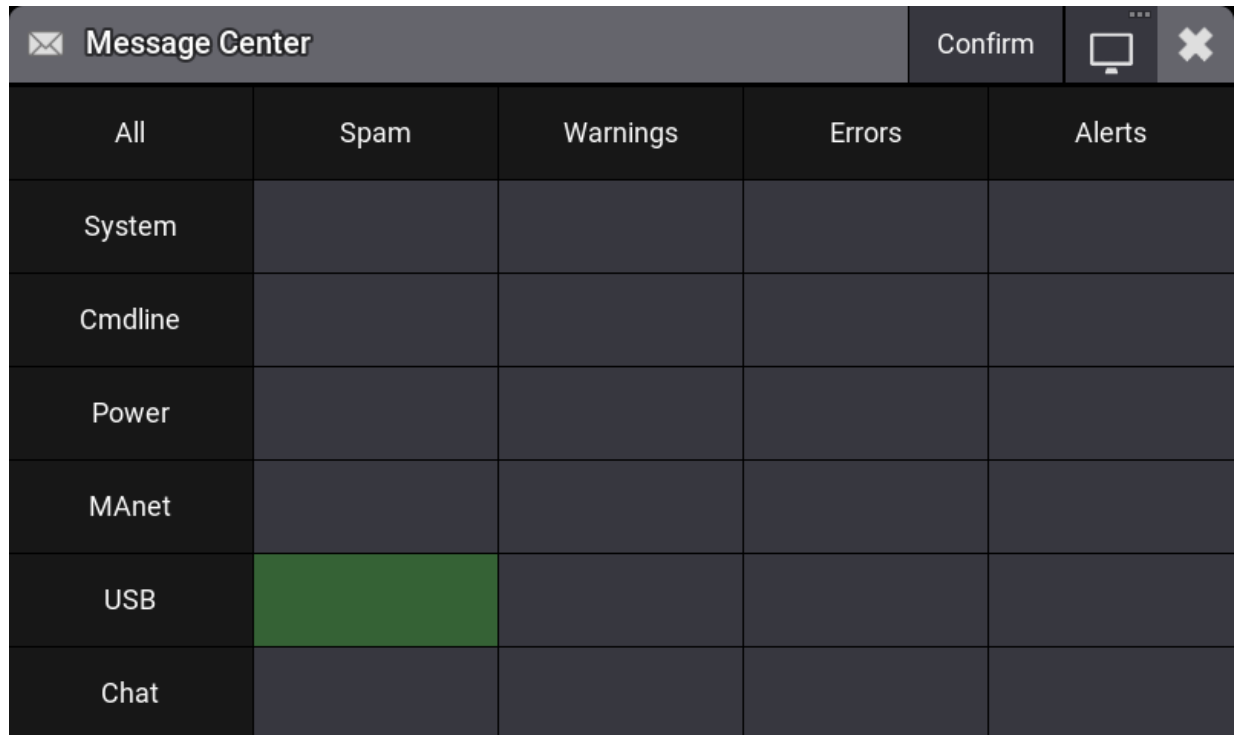 Message Center
Confirm
All Spam Warnings Errors Alerts
System
Cmdline
Power
MAnet
USB
Chat